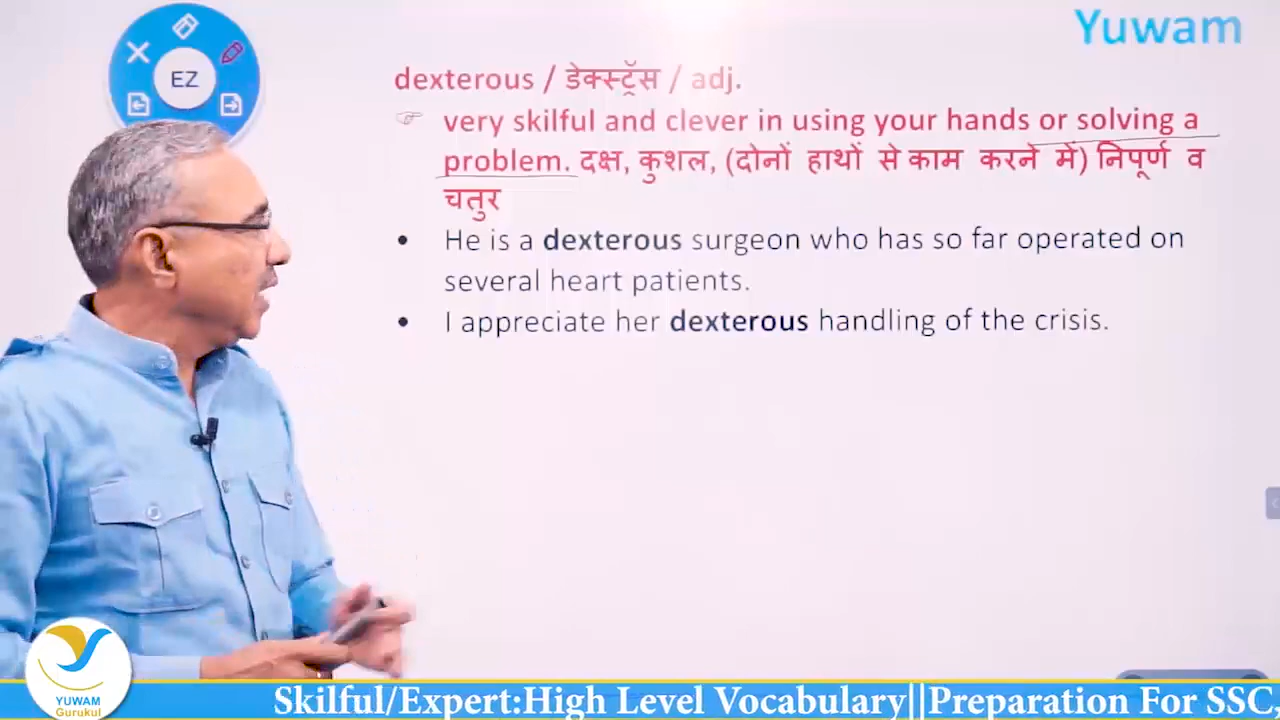 Yuwam
EZ
dexterous / डेक्स्ट्रॅस / adj.
☞ very skilful and clever in using your hands or solving a
problem. दक्ष, कुशल, (दोनों हाथों से काम करने में) निपूर्ण व
चतुर
• He is a dexterous surgeon who has so far operated on
several heart patients.
• I appreciate her dexterous handling of the crisis.
YUWAM
Gurukul
Skilful/Expert:High Level Vocabulary||Preparation For SSC.